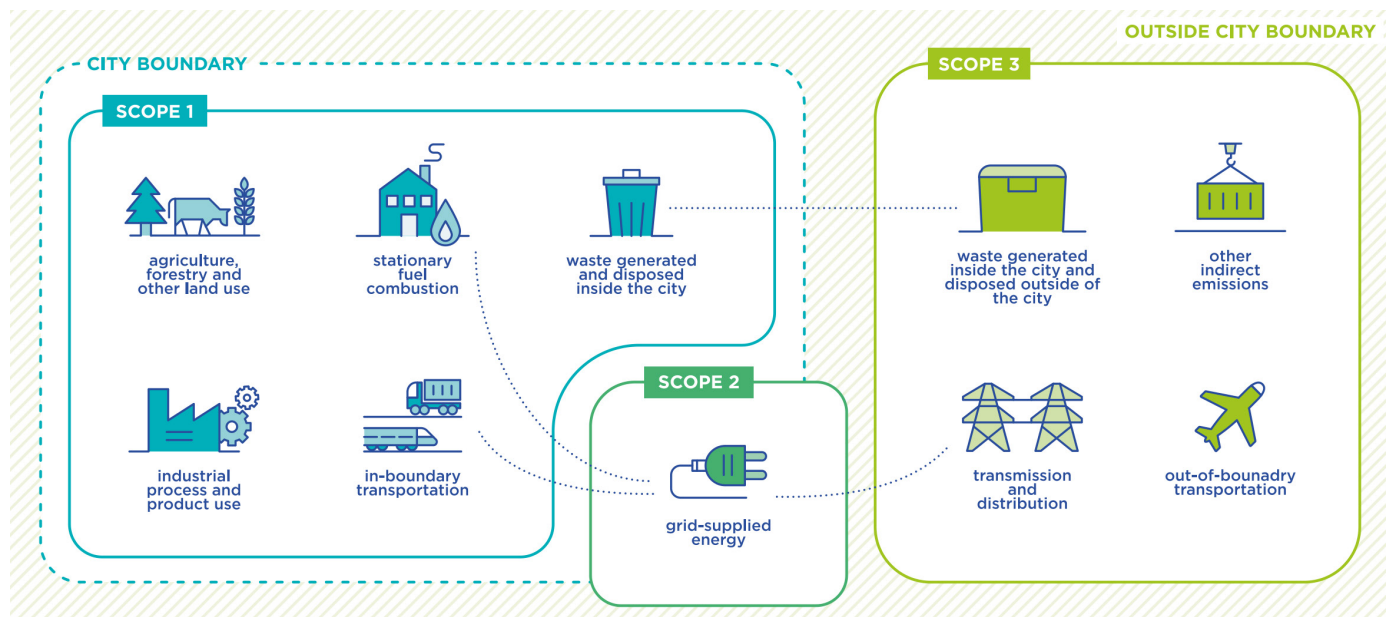 OUTSIDE CITY BOUNDARY
CITY BOUNDARY
SCOPE 3
SCOPE 1
agriculture,
forestry and
other land use
stationary
fuel
combustion
waste generated
and disposed
inside the city
waste generated
inside the city and
disposed outside of
the city
other
indirect
emissions
SCOPE 2
industrial
process and
product use
in-boundary
transportation
grid-supplied
energy
transmission
and
distribution
out-of-bounadry
transportation